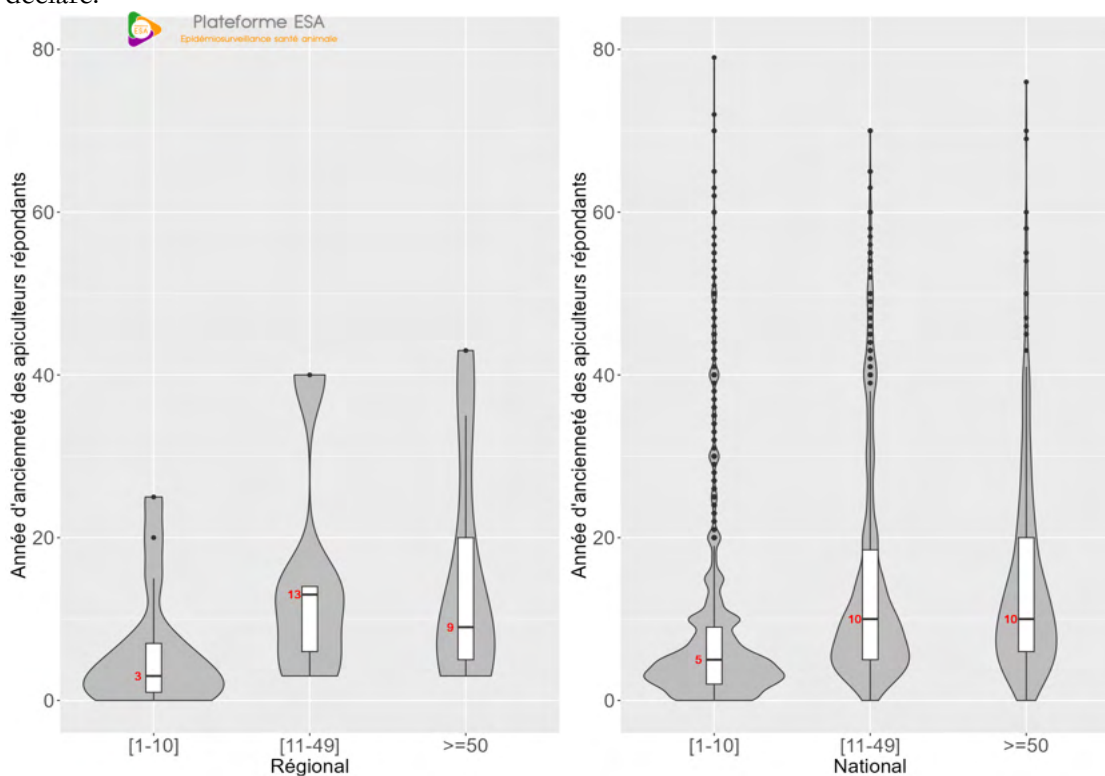 déclaré.
ESA
Plateforme ESA
Epidémiosurveillance santé animale
Année d'ancienneté des apiculteurs répondants
80
60
40
20
0
3
13
9
[1-10]
[11-49]
>=50
Régional
Année d'ancienneté des apiculteurs répondants
80
60
40
20
0
5
10
10
[1-10]
[11-49]
>=50
National